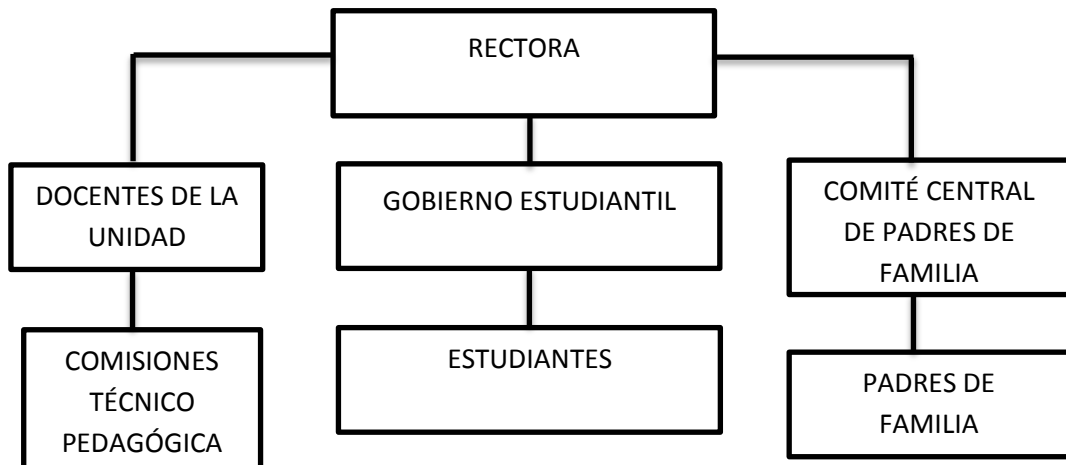 RECTORA
DOCENTES DE LA
UNIDAD
GOBIERNO ESTUDIANTIL
COMITÉ CENTRAL
DE PADRES DE
FAMILIA
COMISIONES
TÉCNICO
PEDAGÓGICA
ESTUDIANTES
PADRES DE
FAMILIA